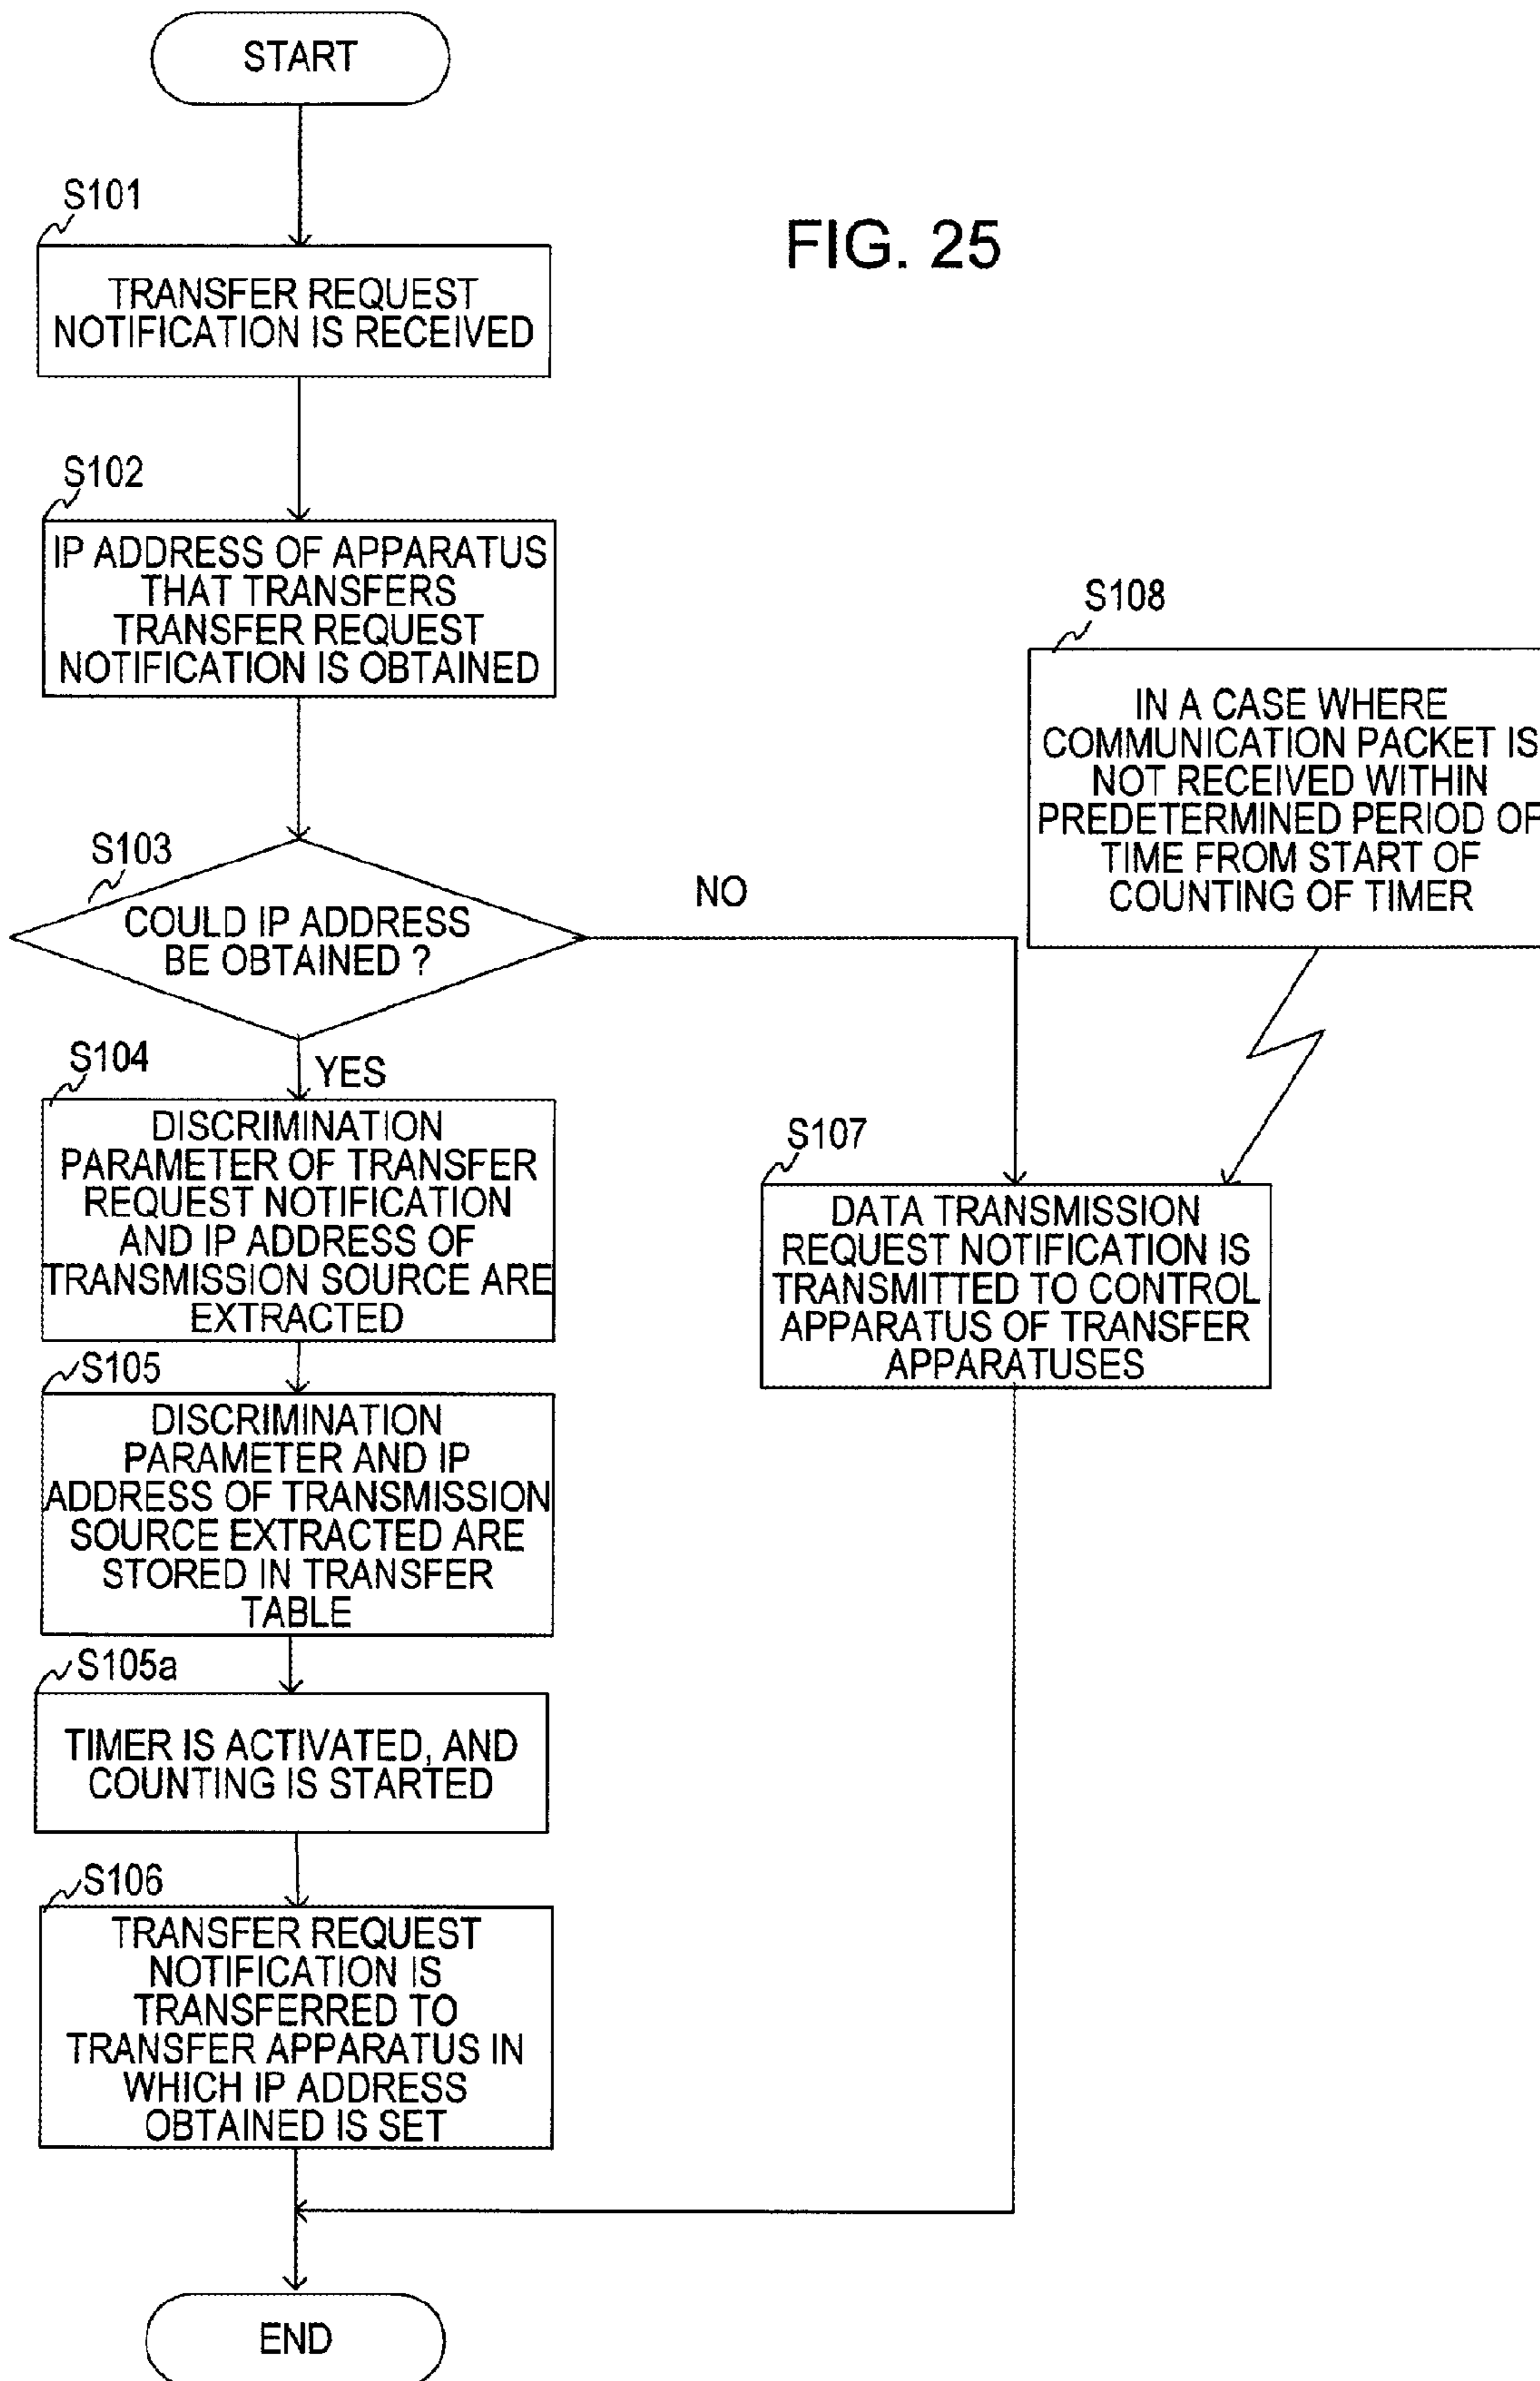 START
FIG. 25
S101
TRANSFER REQUEST
NOTIFICATION IS RECEIVED
S102
IP ADDRESS OF APPARATUS
THAT TRANSFERS
TRANSFER REQUEST
NOTIFICATION IS OBTAINED
S103
COULD IP ADDRESS
BE OBTAINED ?
NO
YES
S108
IN A CASE WHERE
COMMUNICATION PACKET IS
NOT RECEIVED WITHIN
PREDETERMINED PERIOD OF
TIME FROM START OF
COUNTING OF TIMER
S104
DISCRIMINATION
PARAMETER OF TRANSFER
REQUEST NOTIFICATION
AND IP ADDRESS OF
TRANSMISSION SOURCE ARE
EXTRACTED
S107
DATA TRANSMISSION
REQUEST NOTIFICATION IS
TRANSMITTED TO CONTROL
APPARATUS OF TRANSFER
APPARATUSES
S105
DISCRIMINATION
PARAMETER AND IP
ADDRESS OF TRANSMISSION
SOURCE EXTRACTED ARE
STORED IN TRANSFER
TABLE
S105a
TIMER IS ACTIVATED, AND
COUNTING IS STARTED
S106
TRANSFER REQUEST
NOTIFICATION IS
TRANSFERRED TO
TRANSFER APPARATUS IN
WHICH IP ADDRESS
OBTAINED IS SET
END